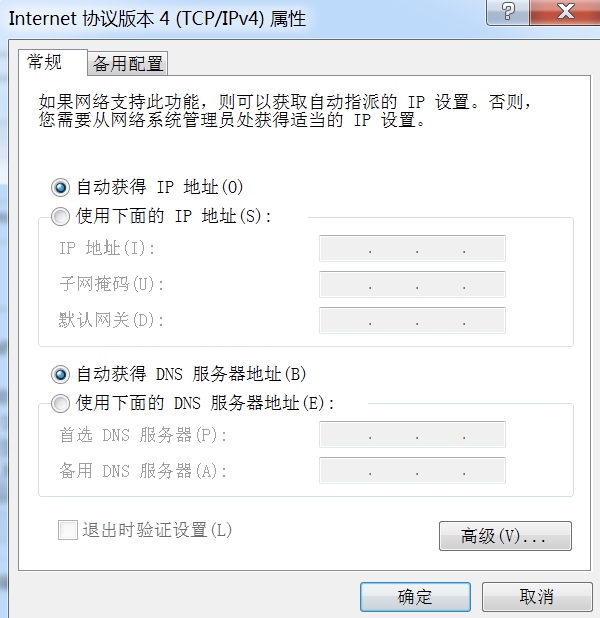 Internet 协议版本 4 (TCP/IPv4) 属性
常规
备用配置
如果网络支持此功能，则可以获取自动指派的 IP 设置。否则，
您需要从网络系统管理员处获得适当的 IP 设置。
自动获得 IP 地址(O)
使用下面的 IP 地址(S):
IP 地址(I):
子网掩码(U):
默认网关(D):
自动获得 DNS 服务器地址(B)
使用下面的 DNS 服务器地址(E):
首选 DNS 服务器(P):
备用 DNS 服务器(A):
退出时验证设置(L)
高级(V)...
确定
取消